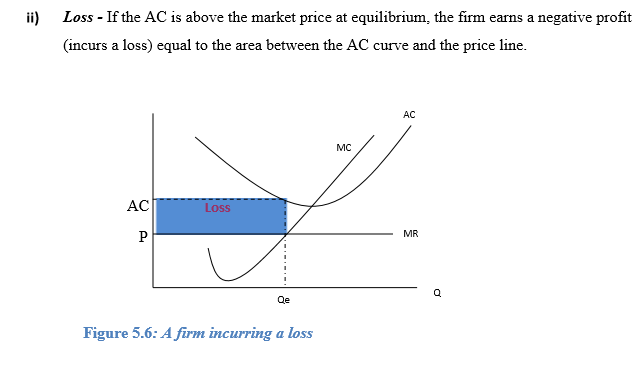 ii) Loss - If the AC is above the market price at equilibrium, the firm earns a negative profit
(incurs a loss) equal to the area between the AC curve and the price line.
AC
MC
AC
Loss
P
MR
Q
Qe
Figure 5.6: A firm incurring a loss